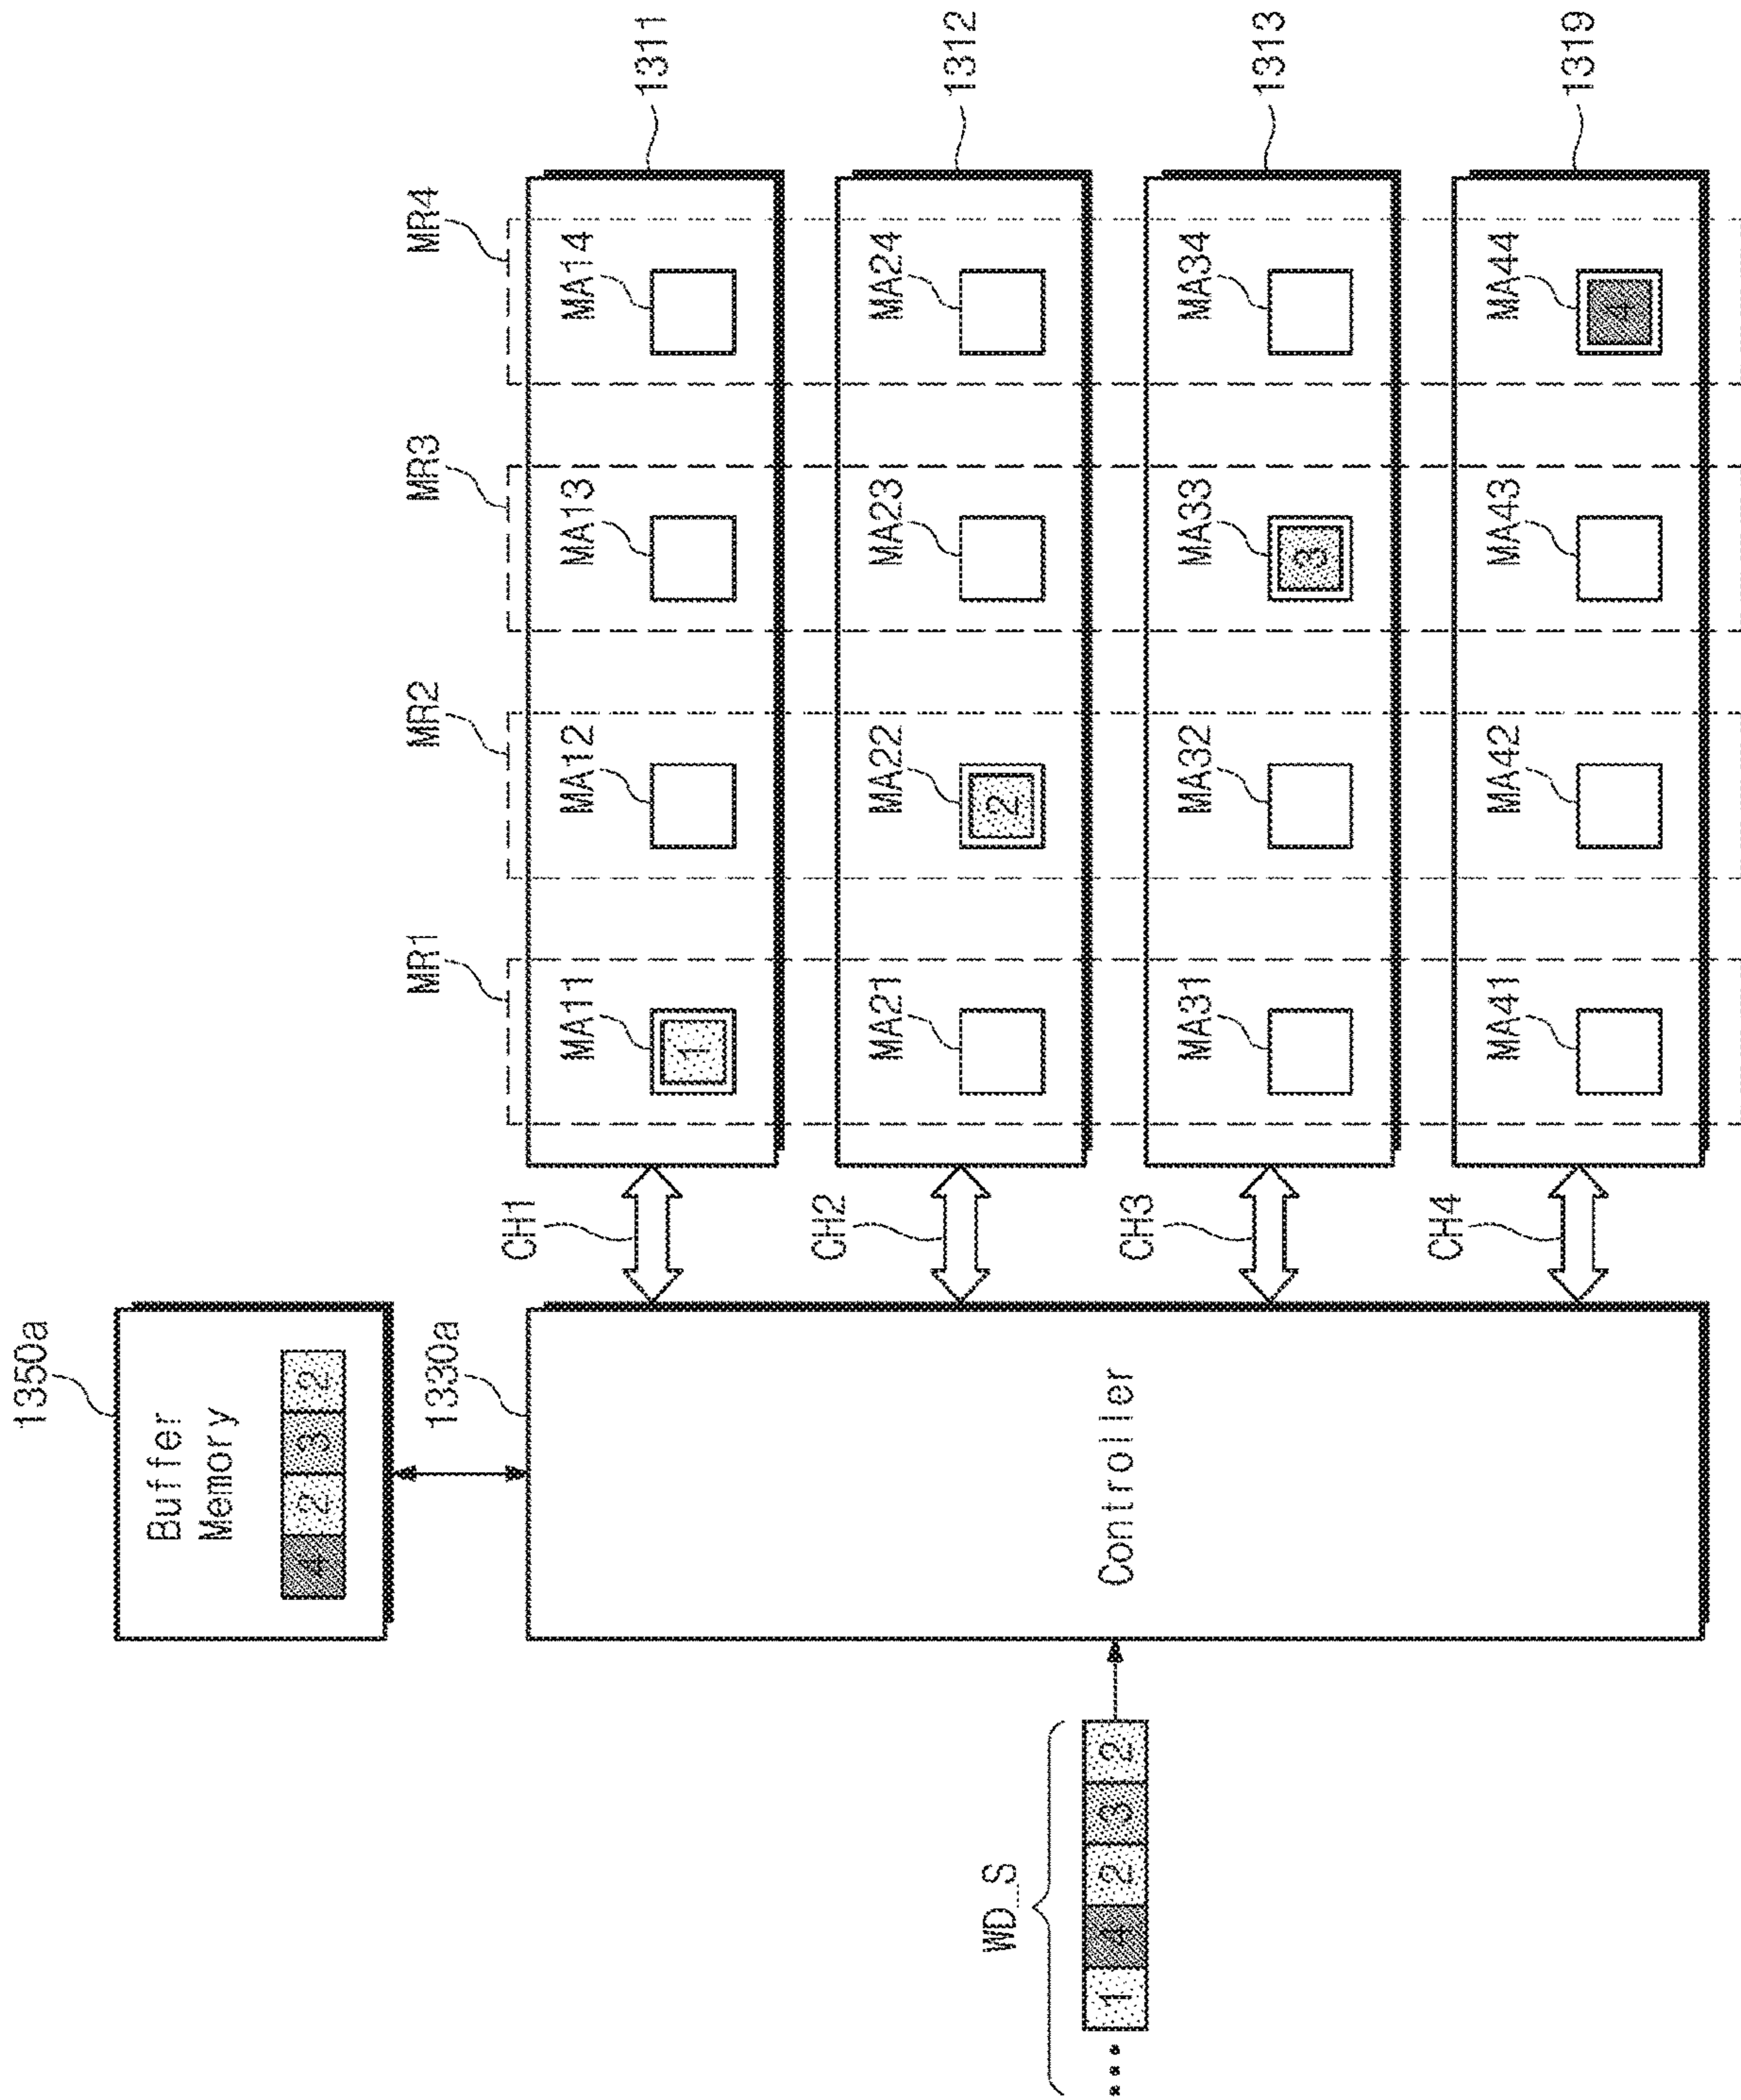 1350a
Buffer
Memory
4 2 3 2
1330a
Controller
WD_S
... 1 4 2 3 2
CH1
CH2
CH3
CH4
MR1
MR2
MR3
MR4
MA11
1
MA12
MA13
MA14
1311
MA21
MA22
2
MA23
MA24
1312
MA31
MA32
MA33
3
MA34
1313
MA41
MA42
MA43
MA44
4
1319